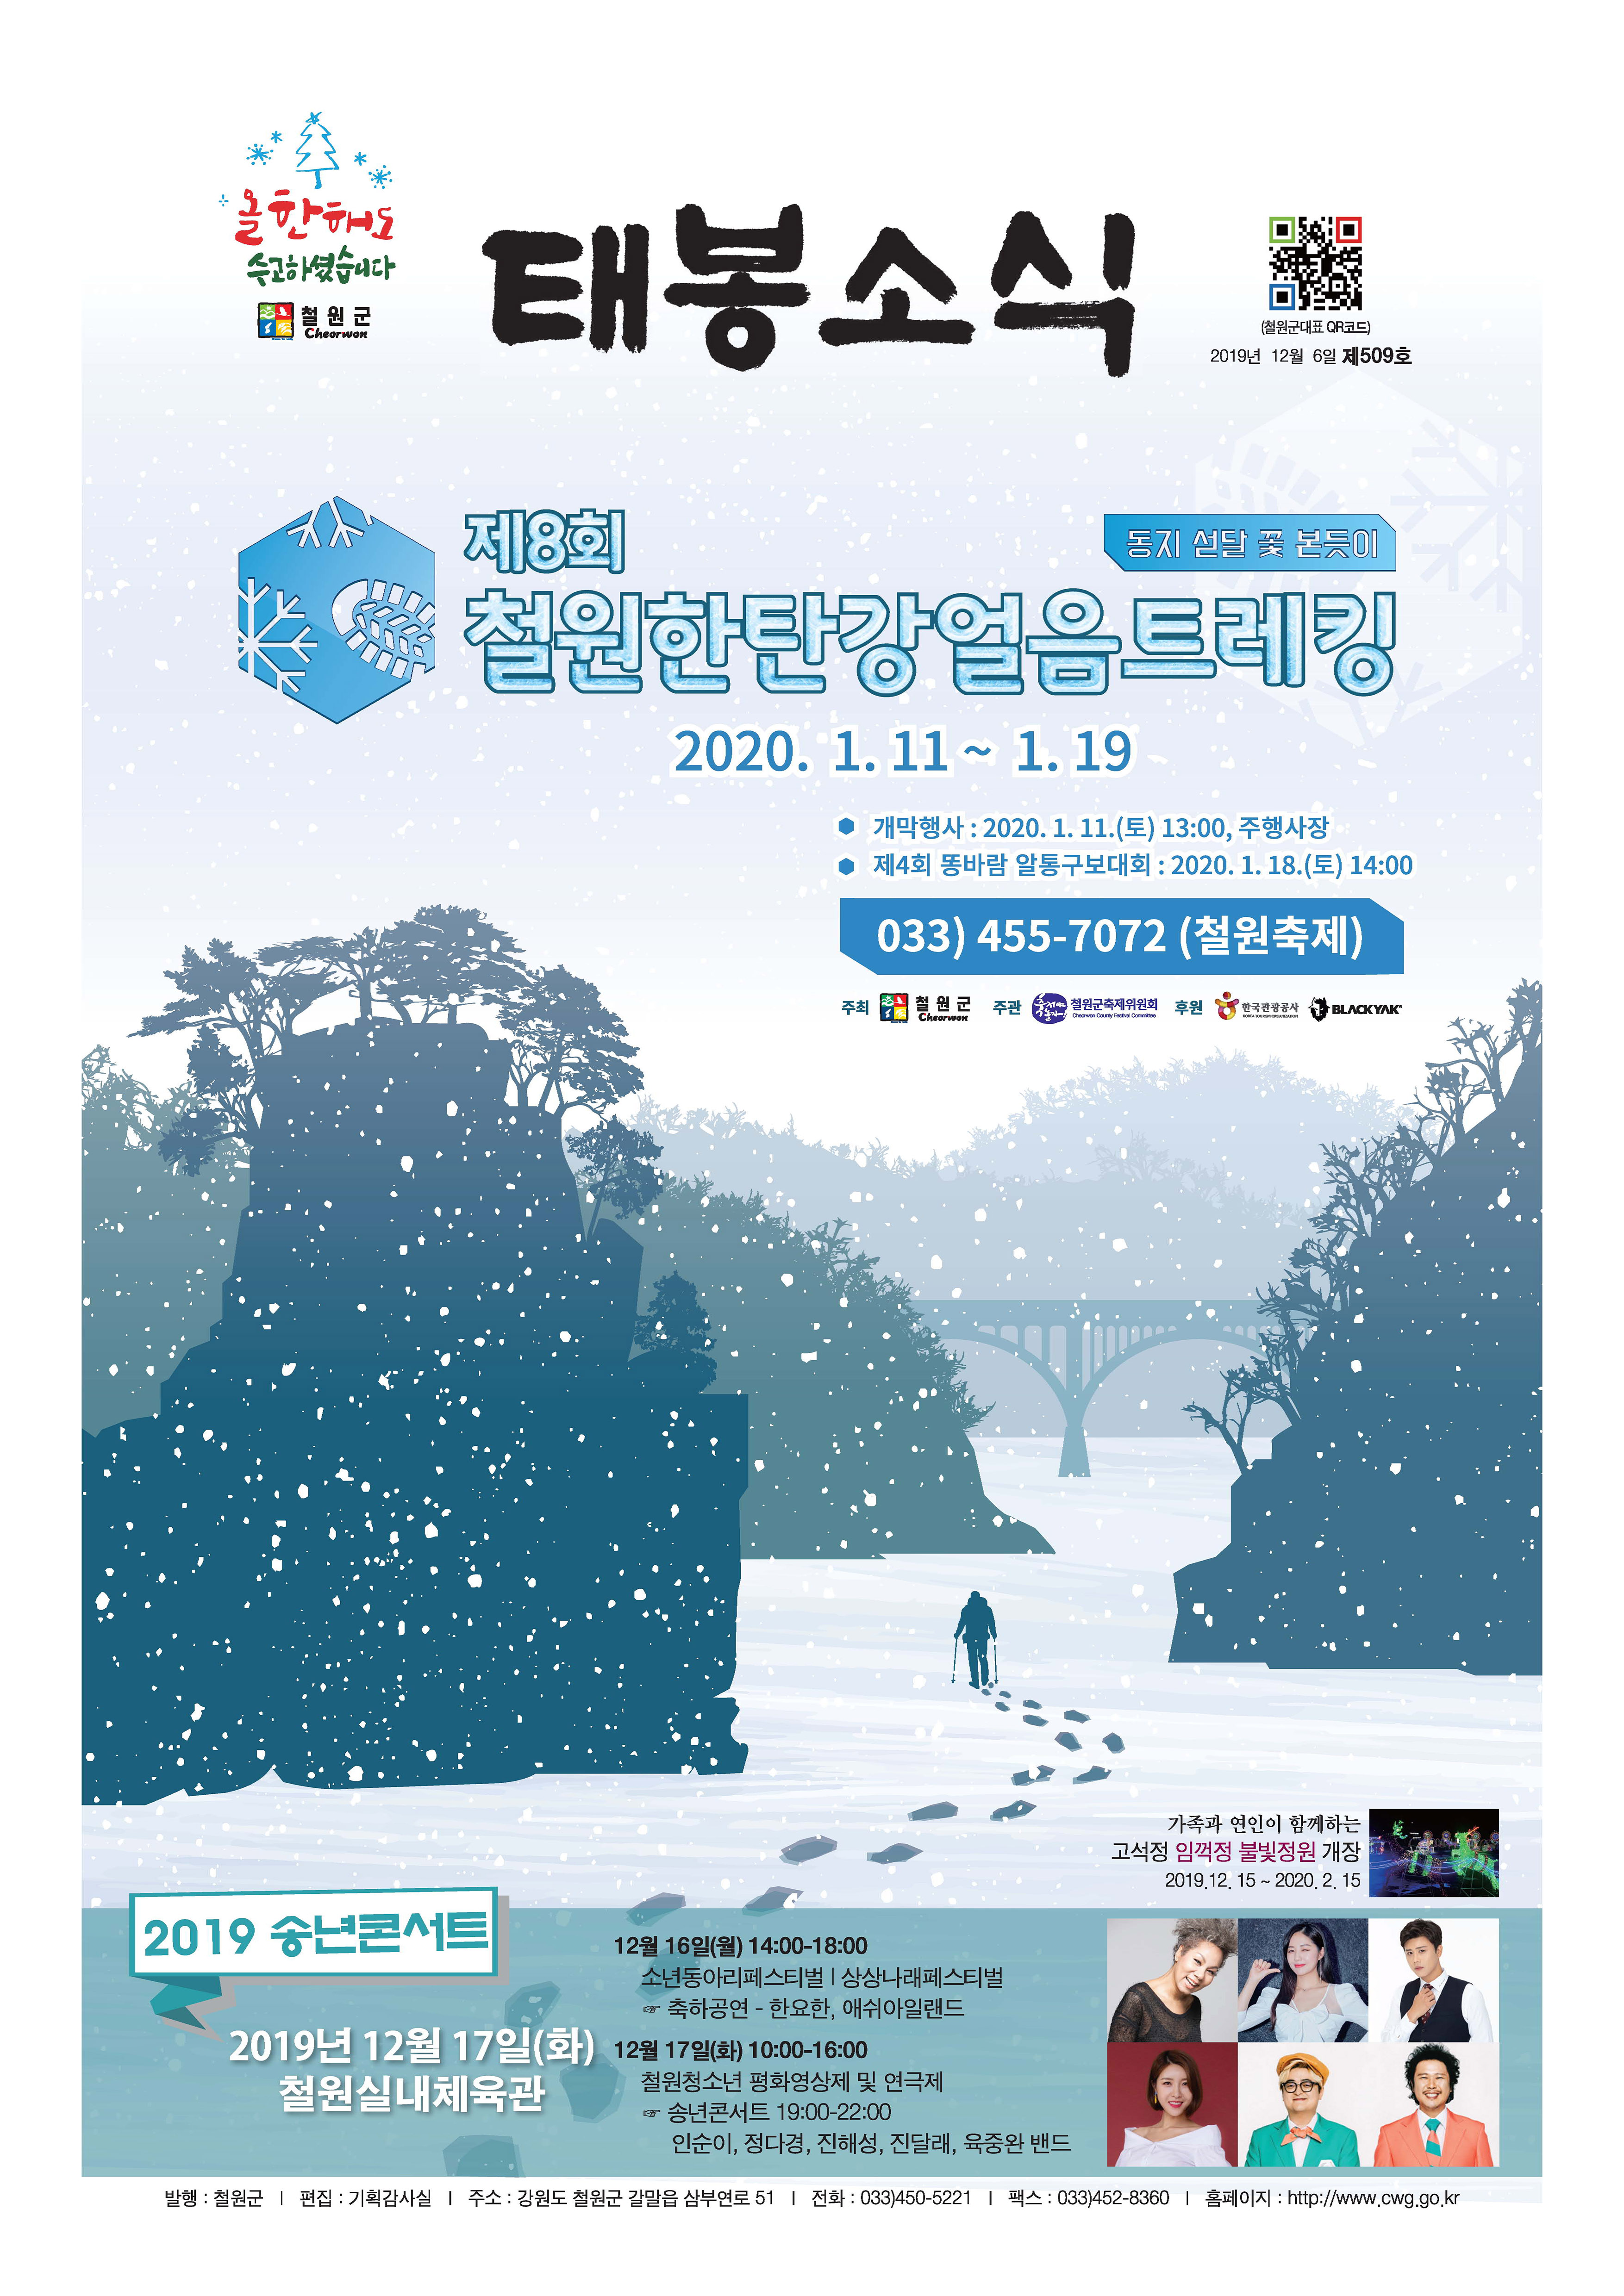 올 한해도
수고하셨습니다
철원군
Cheorwon
태봉소식
(철원군대표 QR코드)
2019년 12월 6일 제509호
제8회
동지 섣달 꽃 본듯이
철원한탄강얼음트레킹
2020. 1. 11 ~ 1. 19
개막행사 : 2020. 1. 11.(토) 13:00, 주행사장
제4회 똥바람 알통구보대회 : 2020. 1. 18.(토) 14:00
033) 455-7072 (철원축제)
주최 철원군 Cheorwon 주관 철원군축제위원회 Cheorwon County Festival Committee 후원 한국관광공사 KOREA TOURISM ORGANIZATION BLACKYAK
가족과 연인이 함께하는
고석정 임꺽정 불빛정원 개장
2019.12. 15 ~ 2020. 2. 15
2019 송년콘서트
2019년 12월 17일(화)
철원실내체육관
12월 16일(월) 14:00-18:00
소년동아리페스티벌 | 상상나래페스티벌
☞ 축하공연 - 한요한, 애쉬아일랜드
12월 17일(화) 10:00-16:00
철원청소년 평화영상제 및 연극제
☞ 송년콘서트 19:00-22:00
인순이, 정다경, 진해성, 진달래, 육중완 밴드
발행 : 철원군 | 편집 : 기획감사실 | 주소 : 강원도 철원군 갈말읍 삼부연로 51 | 전화 : 033)450-5221 | 팩스 : 033)452-8360 | 홈페이지 : http://www.cwg.go.kr